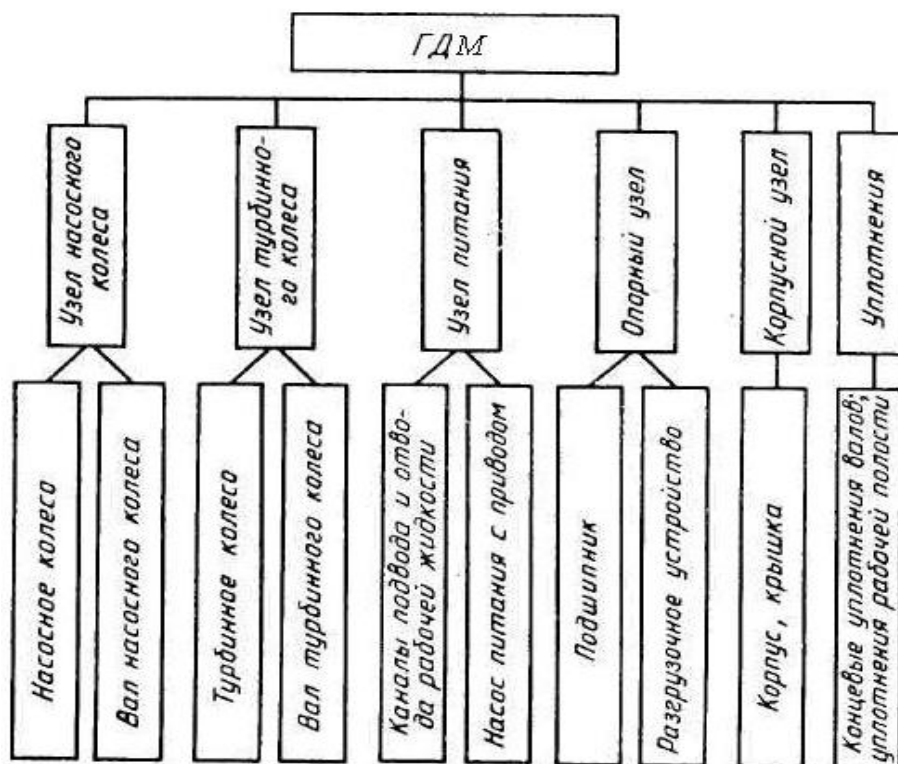 ГДМ
Узел насосного
колеса
Узел турбинно-
го колеса
Узел питания
Опорный узел
Корпусной узел
Уплотнения
Насосное колесо
Вал насосного колеса
Турбинное колесо
Вал турбинного колеса
Каналы подвода и отво-
да рабочей жидкости
Насос питания с приводом
Подшипник
Разгрузочное устройство
Корпус, крышка
Канцевые уплотнения валов;
уплотнения рабочей полости